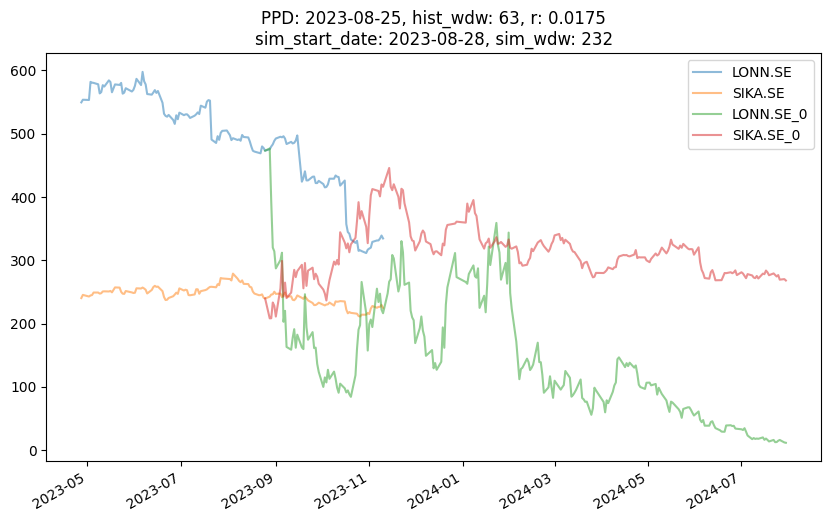 PPD: 2023-08-25, hist_wdw: 63, r: 0.0175
sim_start_date: 2023-08-28, sim_wdw: 232
LONN.SE
SIKA.SE
LONN.SE_0
SIKA.SE_0
600
500
400
300
200
100
0
2023-05
2023-07
2023-09
2023-11
2024-01
2024-03
2024-05
2024-07